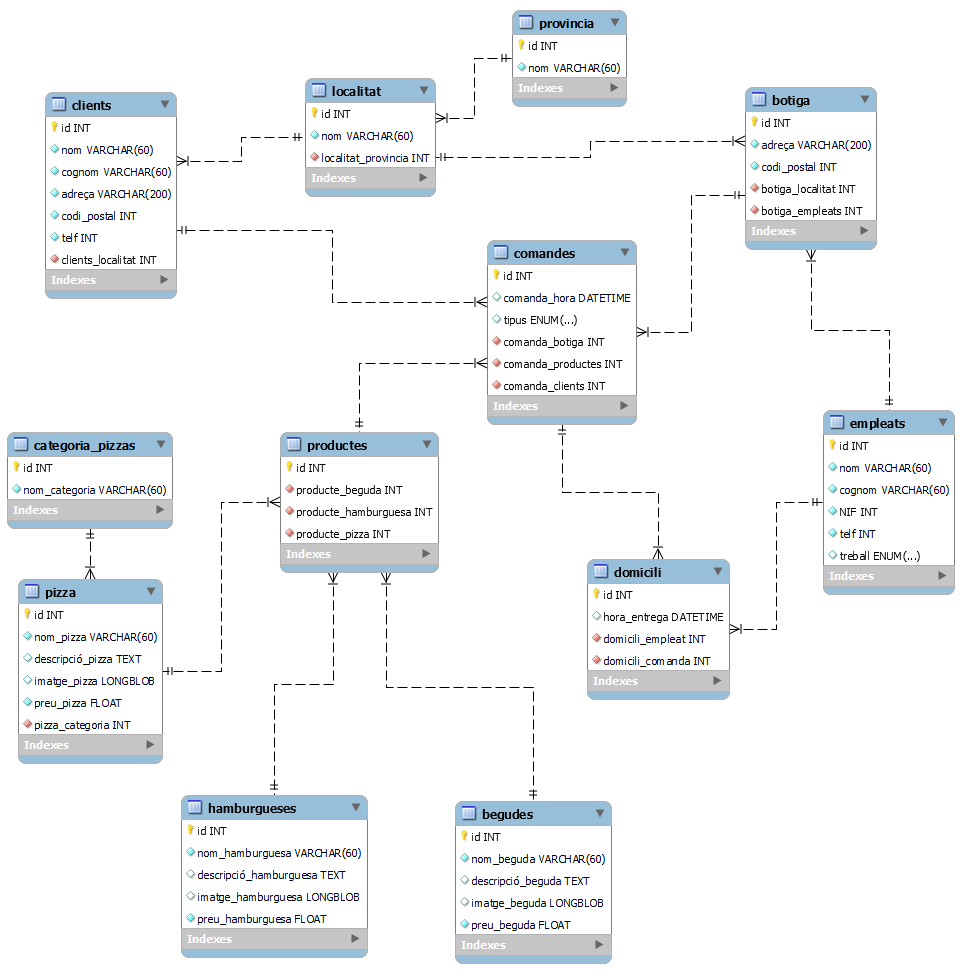 provincia
id INT
nom VARCHAR(60)
Indexes
localitat
id INT
nom VARCHAR(60)
localitat_provincia INT
Indexes
clients
id INT
nom VARCHAR(60)
cognom VARCHAR(60)
adreça VARCHAR(200)
codi_postal INT
telf INT
clients_localitat INT
Indexes
botiga
id INT
adreça VARCHAR(200)
codi_postal INT
botiga_localitat INT
botiga_empleats INT
Indexes
comandes
id INT
comanda_hora DATETIME
tipus ENUM(...)
comanda_botiga INT
comanda_productes INT
comanda_clients INT
Indexes
empleats
id INT
nom VARCHAR(60)
cognom VARCHAR(60)
NIF INT
telf INT
treball ENUM(...)
Indexes
categoria_pizzas
id INT
nom_categoria VARCHAR(60)
Indexes
productes
id INT
producte_beguda INT
producte_hamburguesa INT
producte_pizza INT
Indexes
domicili
id INT
hora_entrega DATETIME
domicili_empleat INT
domicili_comanda INT
Indexes
pizza
id INT
nom_pizza VARCHAR(60)
descripció_pizza TEXT
imatge_pizza LONGBLOB
preu_pizza FLOAT
pizza_categoria INT
Indexes
hamburgueses
id INT
nom_hamburguesa VARCHAR(60)
descripció_hamburguesa TEXT
imatge_hamburguesa LONGBLOB
preu_hamburguesa FLOAT
Indexes
begudes
id INT
nom_beguda VARCHAR(60)
descripció_beguda TEXT
imatge_beguda LONGBLOB
preu_beguda FLOAT
Indexes